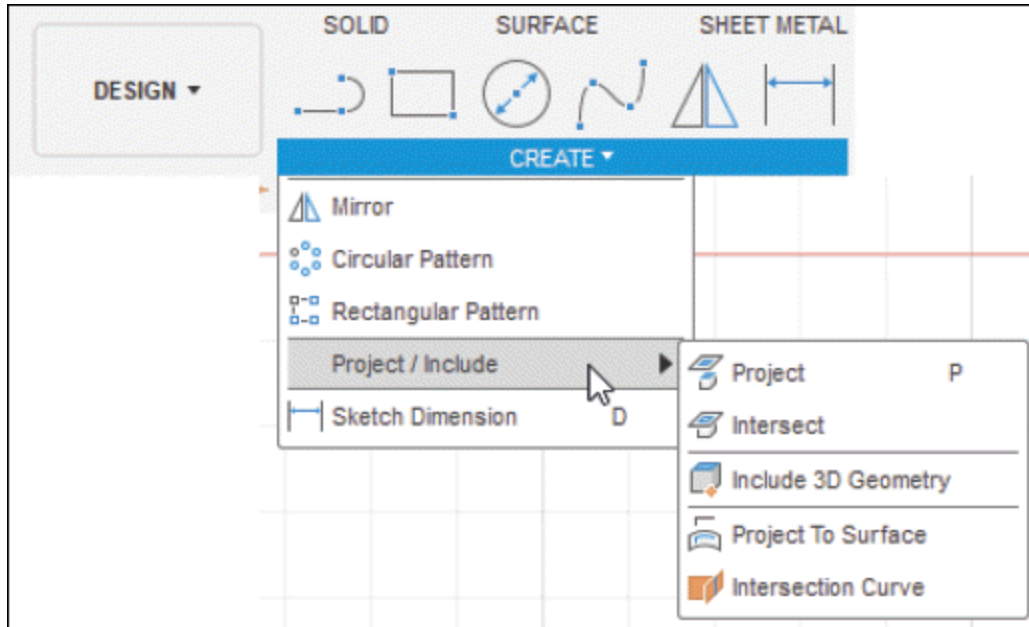 SOLID SURFACE SHEET METAL
DESIGN
CREATE
Mirror
Circular Pattern
Rectangular Pattern
Project / Include
Sketch Dimension D
Project P
Intersect
Include 3D Geometry
Project To Surface
Intersection Curve